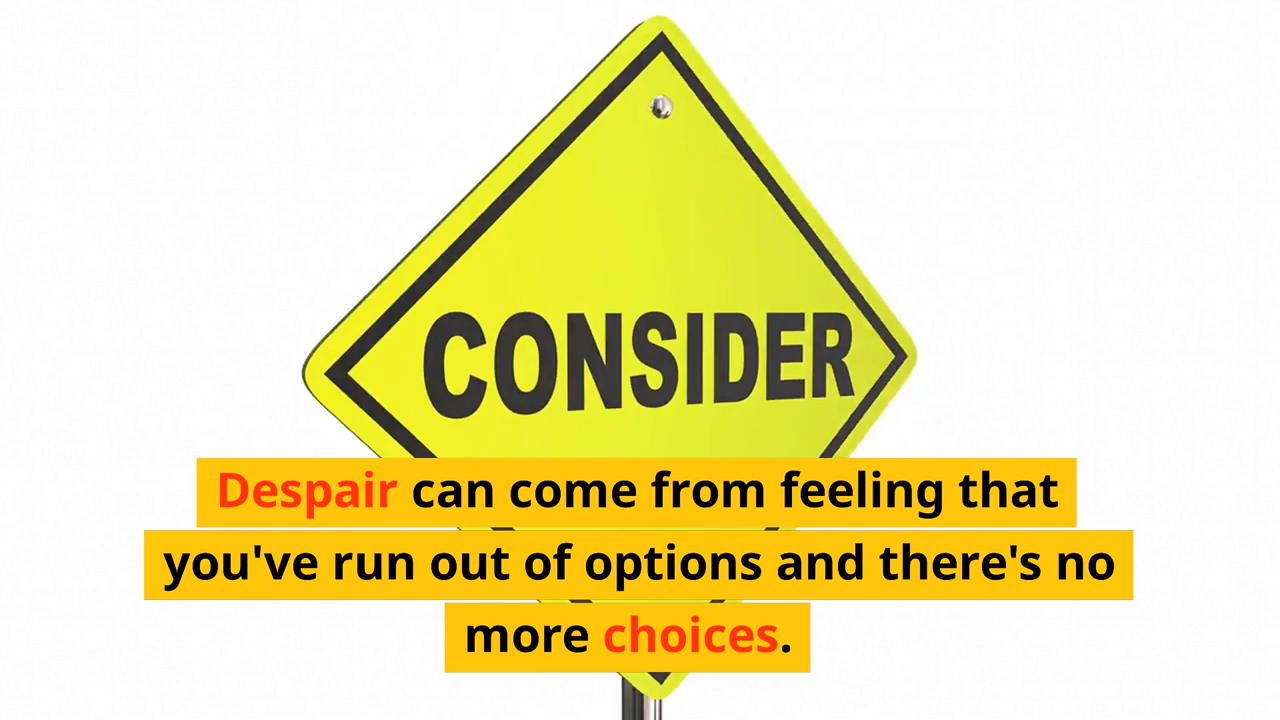 CONSIDER
Despair can come from feeling that
you've run out of options and there's no
more choices.